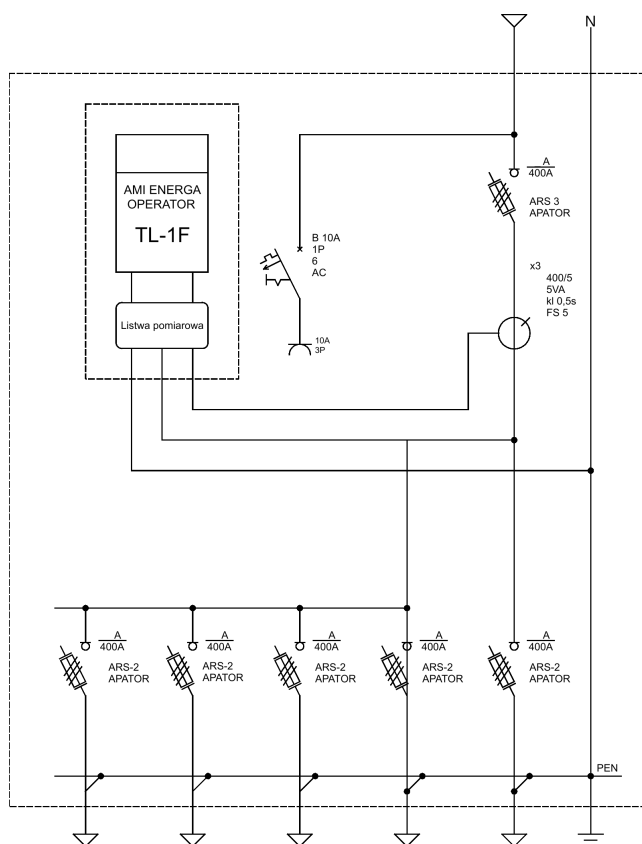 N
AMI ENERGA
OPERATOR
TL-1F
Listwa pomiarowa
B 10A
1P
6
AC
10A
3P
A
400A
ARS 3
APATOR
x3
400/5
5VA
kl 0,5s
FS 5
A
400A
ARS-2
APATOR
A
400A
ARS-2
APATOR
A
400A
ARS-2
APATOR
A
400A
ARS-2
APATOR
A
400A
ARS-2
APATOR
PEN